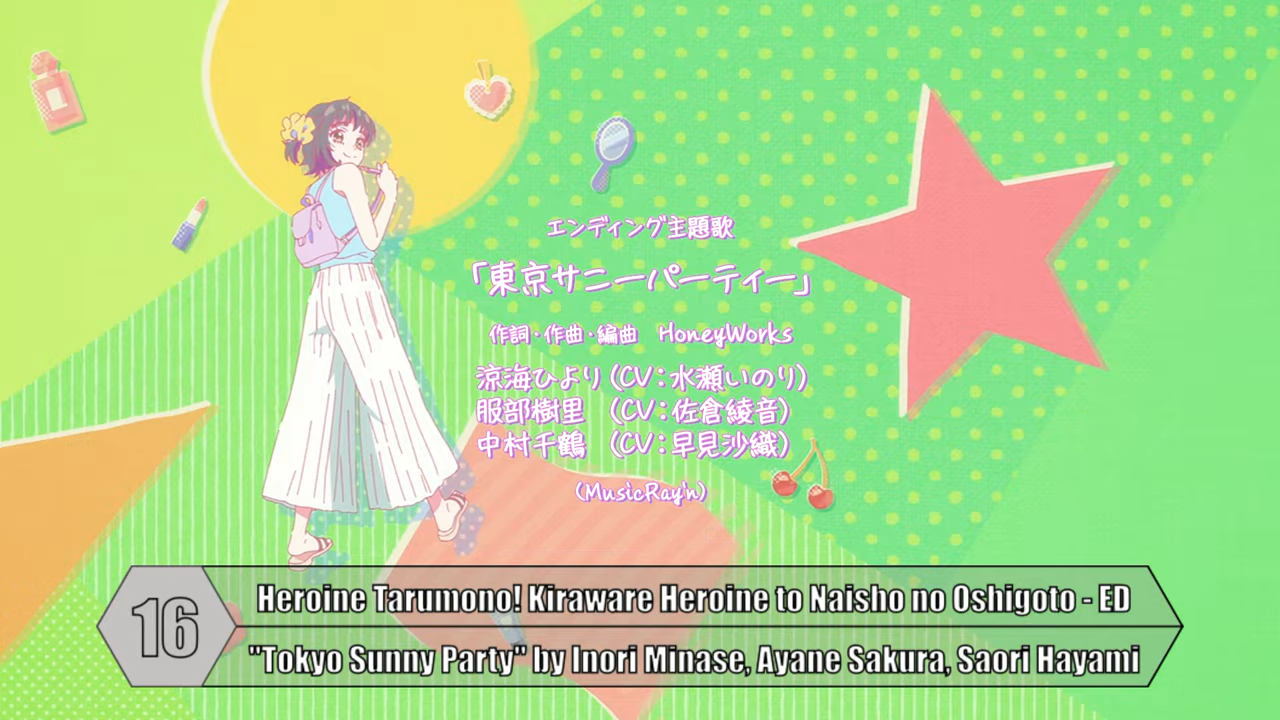 エンディング主題歌
「東京サニーパーティー」
作詞・作曲・編曲　HoneyWorks
涼海ひより (CV：水瀬いのり)
服部樹里　(CV：佐倉綾音)
中村千鶴　(CV：早見沙織)
(MusicRay'n)
16
Heroine Tarumono! Kiraware Heroine to Naisho no Oshigoto - ED
"Tokyo Sunny Party" by Inori Minase, Ayane Sakura, Saori Hayami